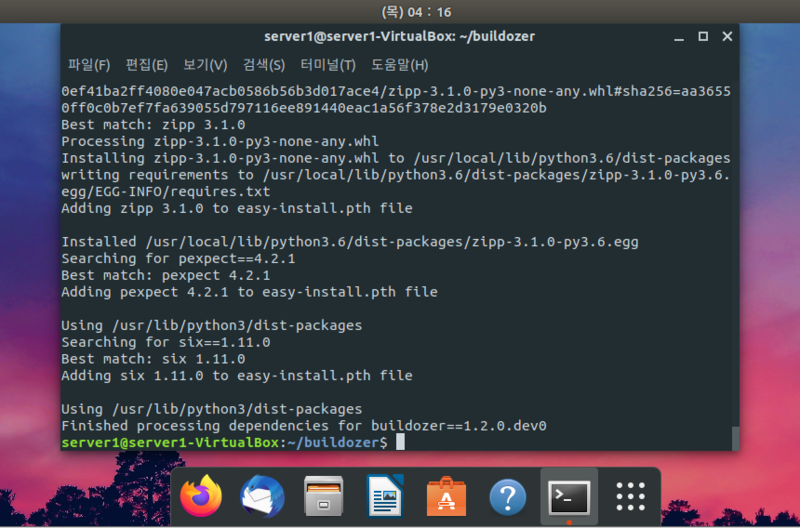 (목) 04 : 16
server1@server1-VirtualBox: ~/buildozer
파일(F) 편집(E) 보기(V) 검색(S) 터미널(T) 도움말(H)
0ef41ba2ff4080e047acb0586b56b3d017ace4/zipp-3.1.0-py3-none-any.whl#sha256=aa3655
0ff0c0b7ef7fa639055d797116ee891440eac1a56f378e2d3179e0320b
Best match: zipp 3.1.0
Processing zipp-3.1.0-py3-none-any.whl
Installing zipp-3.1.0-py3-none-any.whl to /usr/local/lib/python3.6/dist-packages
writing requirements to /usr/local/lib/python3.6/dist-packages/zipp-3.1.0-py3.6.
egg/EGG-INFO/requires.txt
Adding zipp 3.1.0 to easy-install.pth file
Installed /usr/local/lib/python3.6/dist-packages/zipp-3.1.0-py3.6.egg
Searching for pexpect==4.2.1
Best match: pexpect 4.2.1
Adding pexpect 4.2.1 to easy-install.pth file
Using /usr/lib/python3/dist-packages
Searching for six==1.11.0
Best match: six 1.11.0
Adding six 1.11.0 to easy-install.pth file
Using /usr/lib/python3/dist-packages
Finished processing dependencies for buildozer==1.2.0.dev0
server1@server1-VirtualBox:~/buildozer$